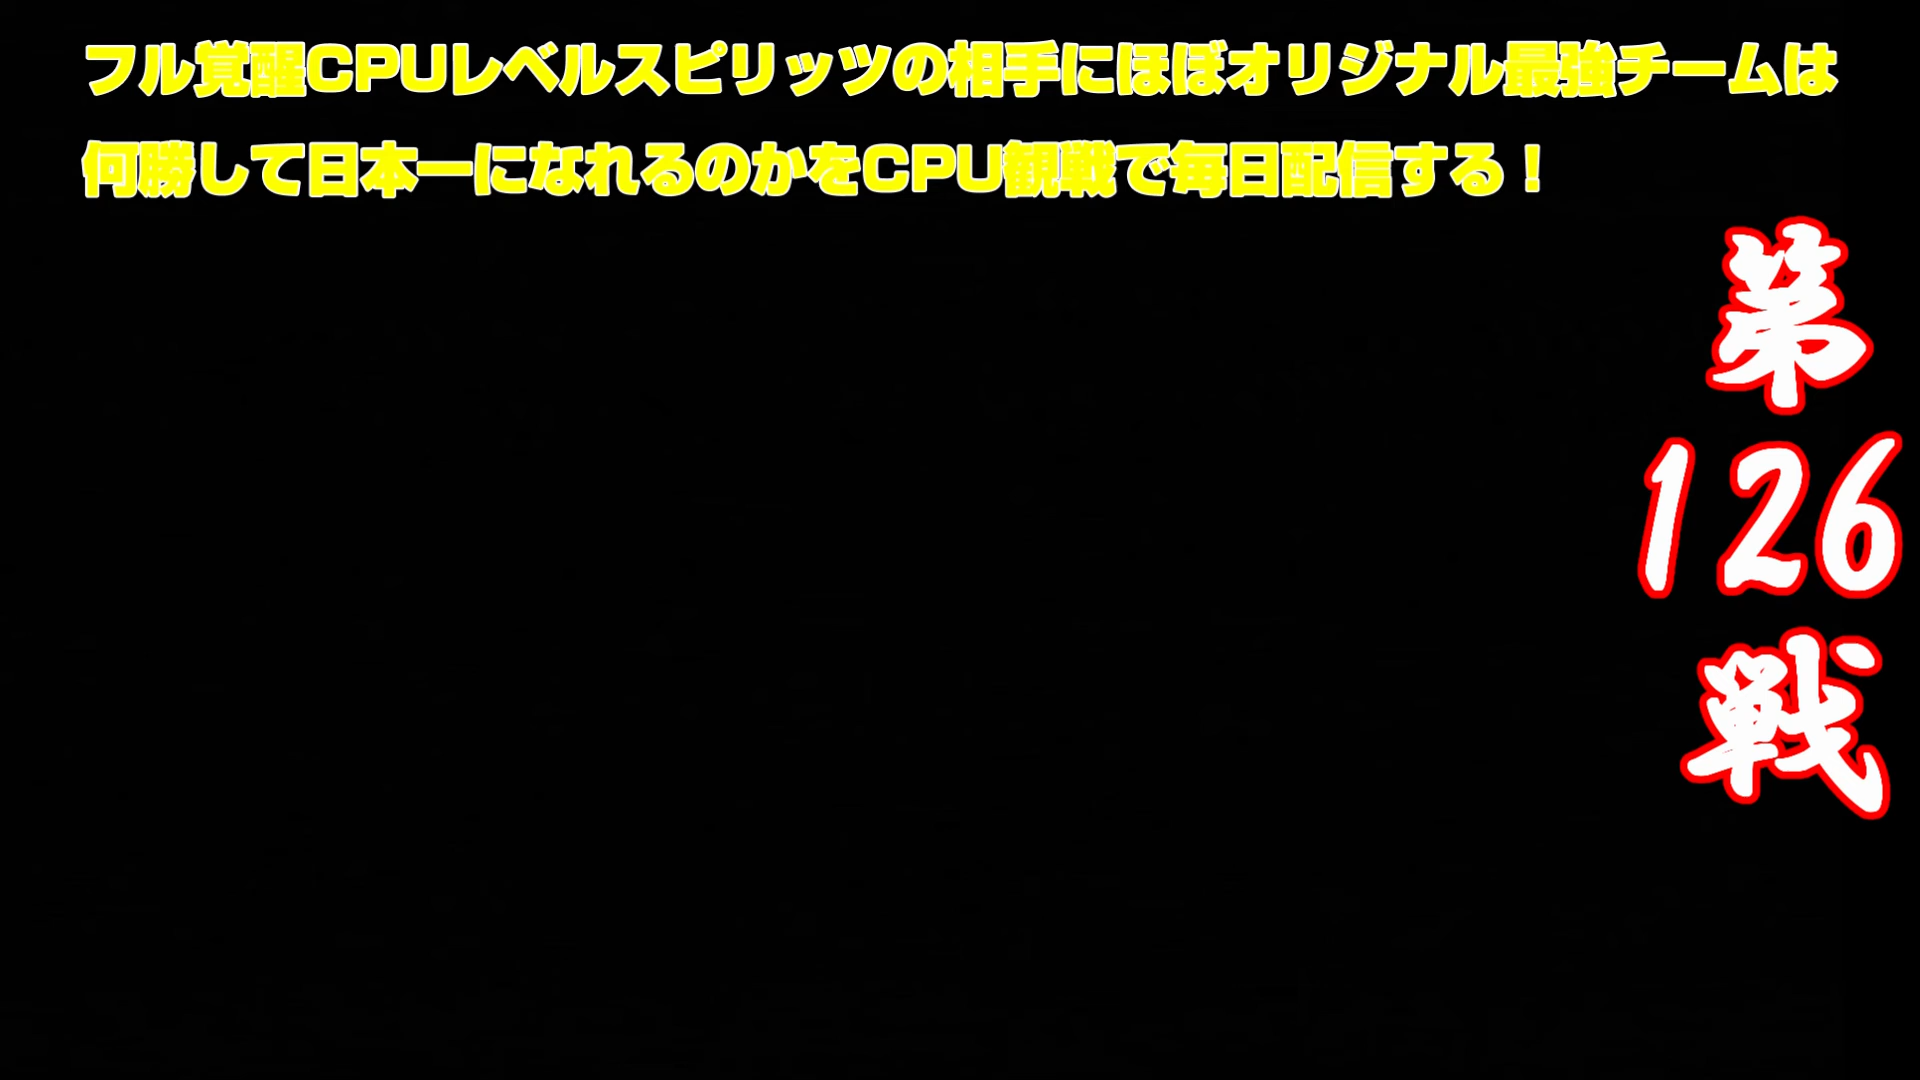 フル覚醒CPUレベルスピリッツの相手にほぼオリジナル最強チームは
何勝して日本一になれるのかをCPU観戦で毎日配信する！
第
126
戦